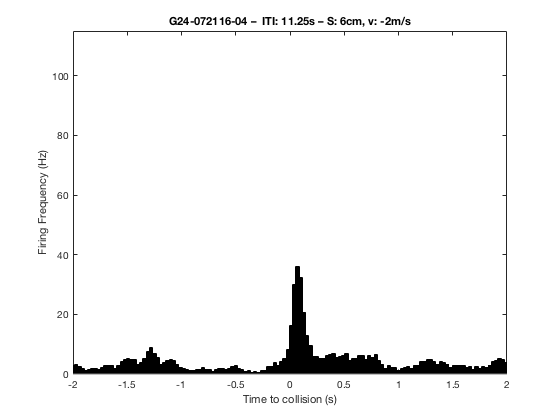 G24-072116-04 – ITI: 11.25s – S: 6cm, v: -2m/s
Firing Frequency (Hz)
100
80
60
40
20
0
-2 -1.5 -1 -0.5 0 0.5 1 1.5 2
Time to collision (s)